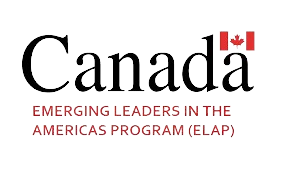 Canada
EMERGING LEADERS IN THE
AMERICAS PROGRAM (ELAP)